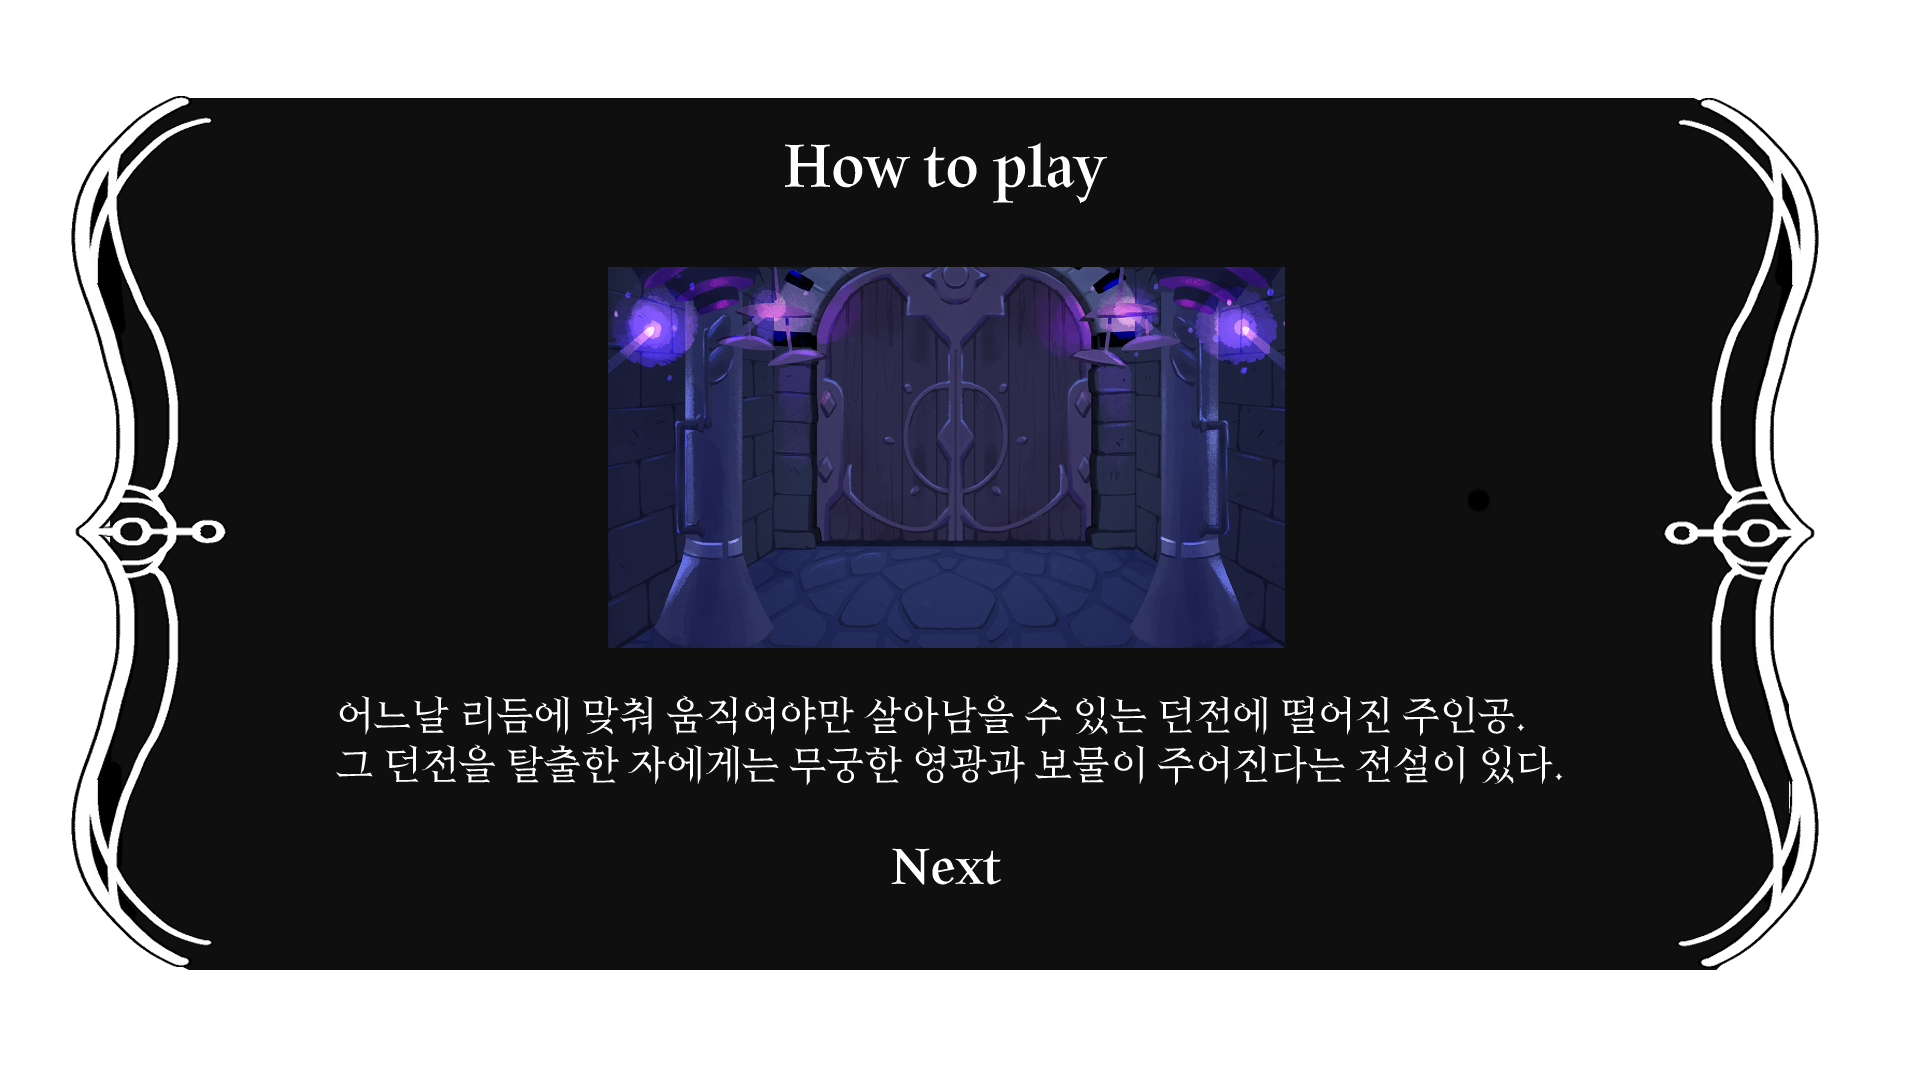 How to play
어느날 리듬에 맞춰 움직여야만 살아남을 수 있는 던전에 떨어진 주인공.
그 던전을 탈출한 자에게는 무궁한 영광과 보물이 주어진다는 전설이 있다.
Next